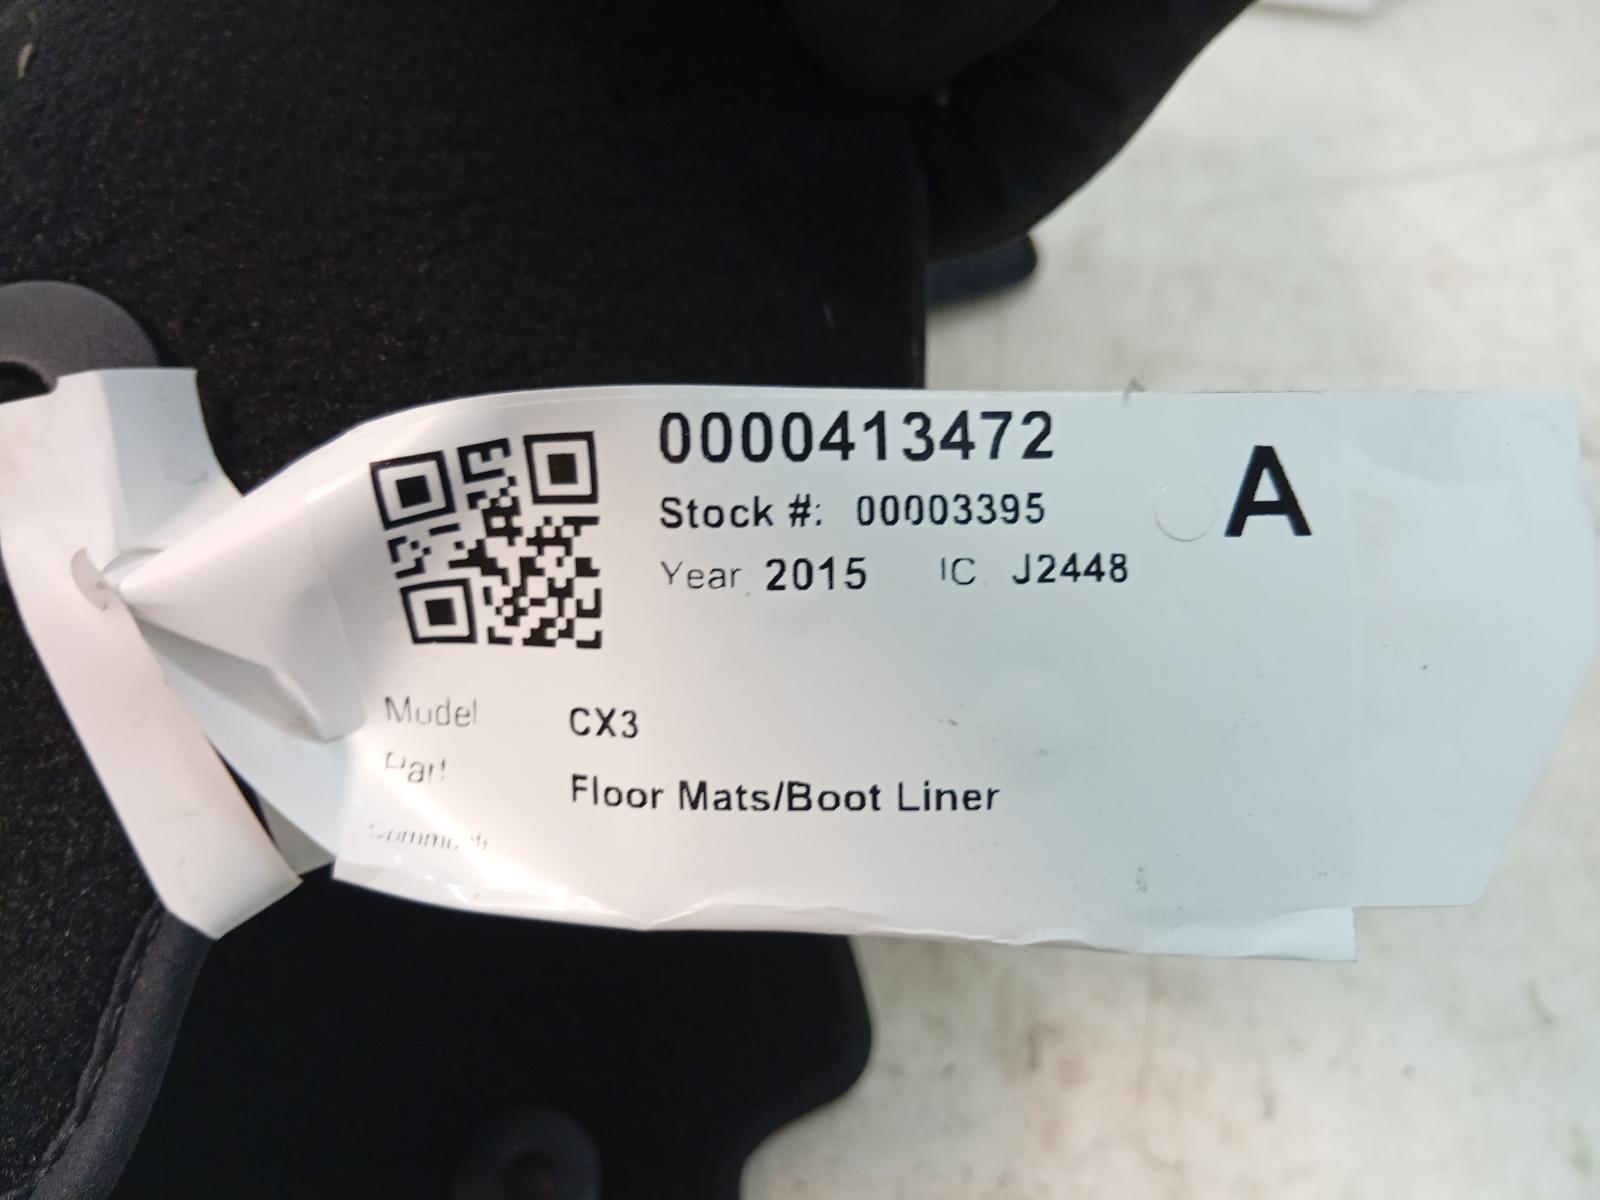 0000413472
A
Stock #: 00003395
Year 2015 IC J2448
Model CX3
Part Floor Mats/Boot Liner